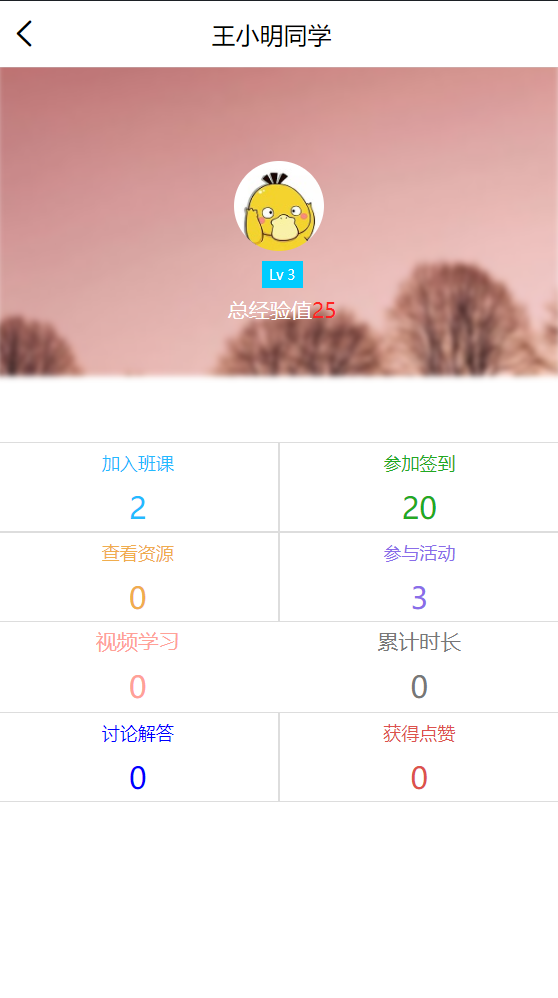 王小明同学
Lv 3
总经验值25
加入班课 参加签到
2 20
查看资源 参与活动
0 3
视频学习 累计时长
0 0
讨论解答 获得点赞
0 0